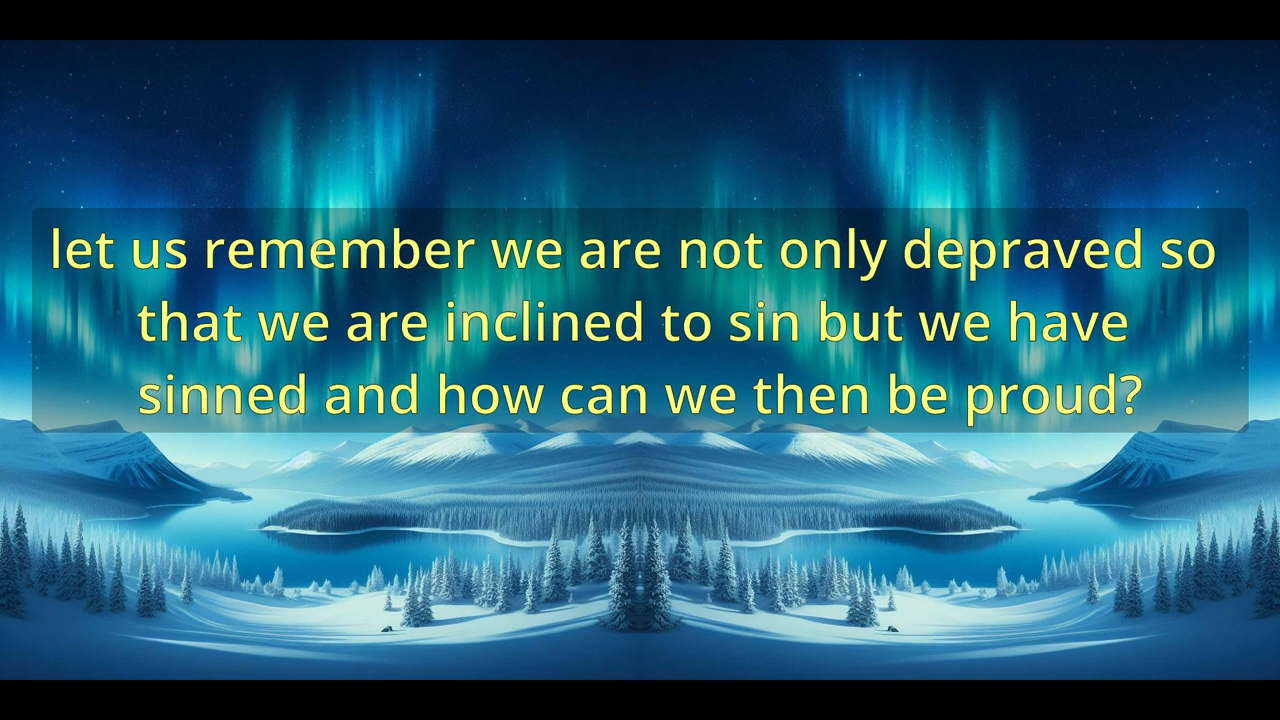 let us remember we are not only depraved so
that we are inclined to sin but we have
sinned and how can we then be proud?